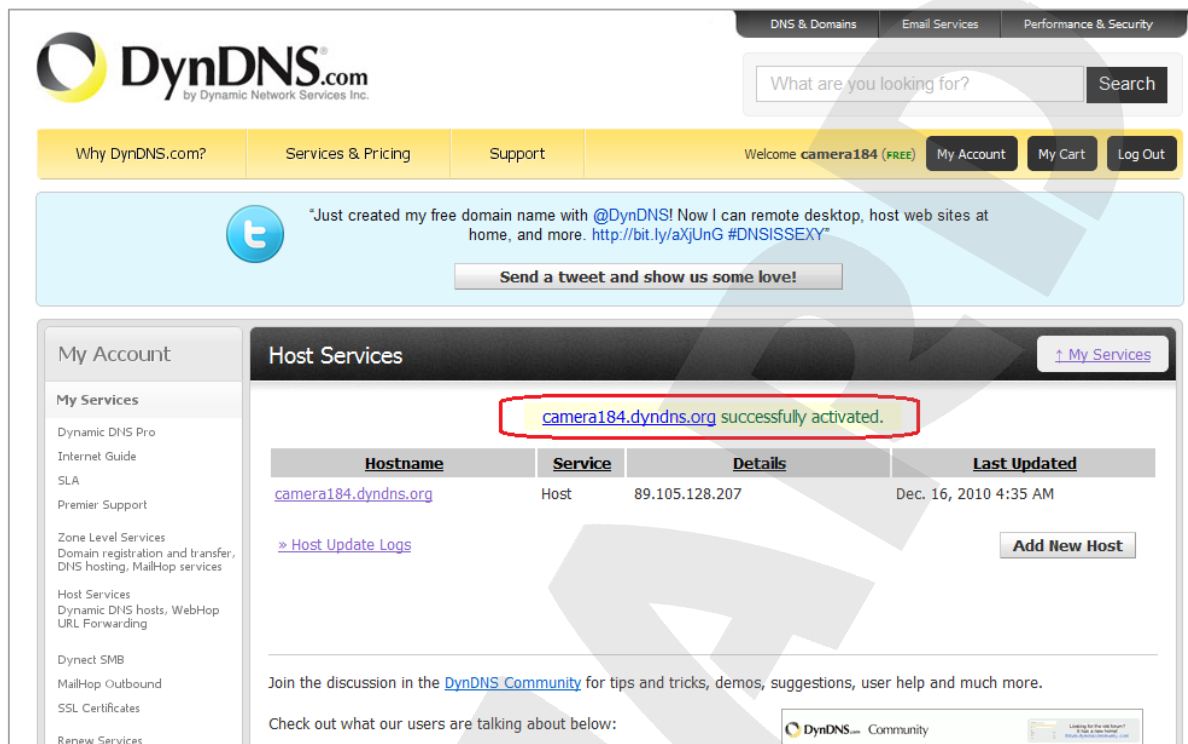 DNS & Domains
Email Services
Performance & Security
DynDNS.com
by Dynamic Network Services Inc.
What are you looking for?
Search
Why DynDNS.com?
Services & Pricing
Support
Welcome camera184 (FREE)
My Account
My Cart
Log Out
“Just created my free domain name with @DynDNS! Now I can remote desktop, host web sites at
home, and more. http://bit.ly/aXjUnG #DNSISSEXY”
Send a tweet and show us some love!
My Account
My Services
Dynamic DNS Pro
Internet Guide
SLA
Premier Support
Zone Level Services
Domain registration and transfer,
DNS hosting, MailHop services
Host Services
Dynamic DNS hosts, WebHop
URL Forwarding
Dynect SMB
MailHop Outbound
SSL Certificates
Renew Services
Host Services
↑ My Services
camera184.dyndns.org successfully activated.
Hostname Service Details Last Updated
camera184.dyndns.org Host 89.105.128.207 Dec. 16, 2010 4:35 AM
» Host Update Logs
Add New Host
Join the discussion in the DynDNS Community for tips and tricks, demos, suggestions, user help and much more.
Check out what our users are talking about below:
DynDNS.com Community